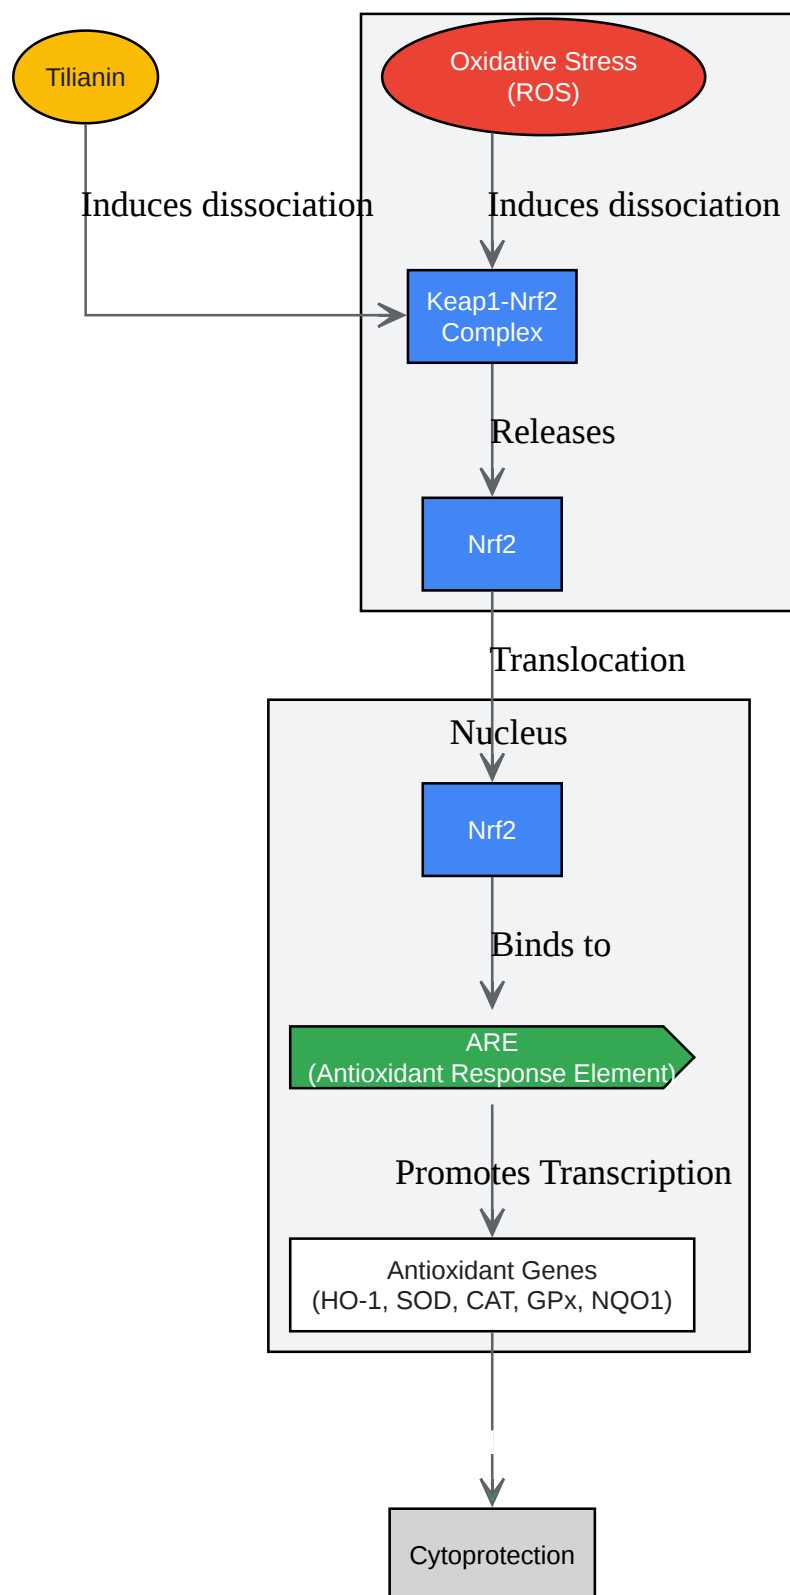 Tilianin
Oxidative Stress
(ROS)
Induces dissociation
Induces dissociation
Keap1-Nrf2
Complex
Releases
Nrf2
Translocation
Nucleus
Nrf2
Binds to
ARE
(Antioxidant Response Element)
Promotes Transcription
Antioxidant Genes
(HO-1, SOD, CAT, GPx, NQO1)
Cytoprotection